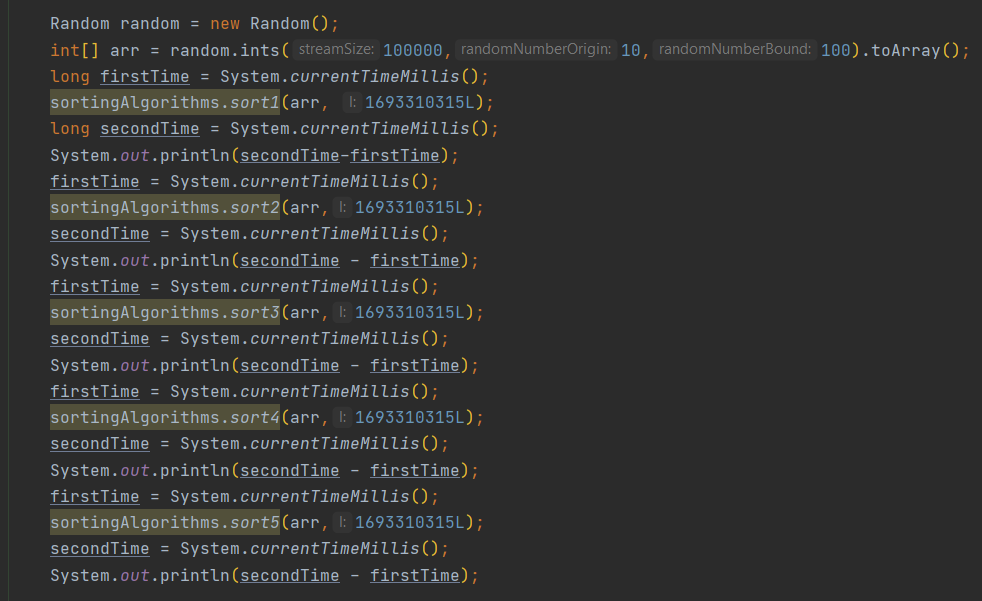 Random random = new Random();
int[] arr = random.ints( streamSize: 100000, randomNumberOrigin: 10, randomNumberBound: 100).toArray();
long firstTime = System.currentTimeMillis();
sortingAlgorithms.sort1(arr, l: 1693310315L);
long secondTime = System.currentTimeMillis();
System.out.println(secondTime-firstTime);
firstTime = System.currentTimeMillis();
sortingAlgorithms.sort2(arr, l: 1693310315L);
secondTime = System.currentTimeMillis();
System.out.println(secondTime - firstTime);
firstTime = System.currentTimeMillis();
sortingAlgorithms.sort3(arr, l: 1693310315L);
secondTime = System.currentTimeMillis();
System.out.println(secondTime - firstTime);
firstTime = System.currentTimeMillis();
sortingAlgorithms.sort4(arr, l: 1693310315L);
secondTime = System.currentTimeMillis();
System.out.println(secondTime - firstTime);
firstTime = System.currentTimeMillis();
sortingAlgorithms.sort5(arr, l: 1693310315L);
secondTime = System.currentTimeMillis();
System.out.println(secondTime - firstTime);